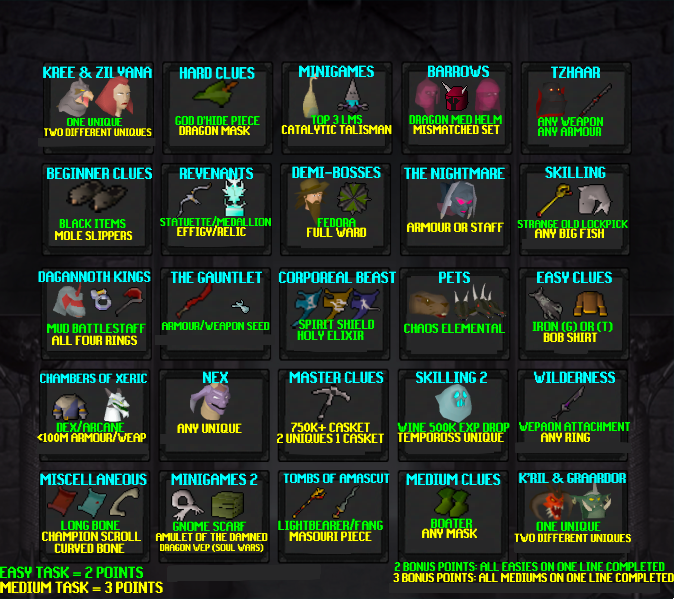 KREE & ZILYANA
ONE UNIQUE
TWO DIFFERENT UNIQUES
HARD CLUES
GOD D'HIDE PIECE
DRAGON MASK
MINIGAMES
TOP 3 LMS
CATALYTIC TALISMAN
BARROWS
DRAGON MED HELM
MISMATCHED SET
TZHAAR
ANY WEAPON
ANY ARMOUR
BEGINNER CLUES
BLACK ITEMS
MOLE SLIPPERS
REVENANTS
STATUETTE/MEDALLION
EFFIGY/RELIC
DEMI-BOSSES
FEDORA
FULL WARD
THE NIGHTMARE
ARMOUR OR STAFF
SKILLING
STRANGE OLD LOCKPICK
ANY BIG FISH
DAGANNOTH KINGS
MUD BATTLESTAFF
ALL FOUR RINGS
THE GAUNTLET
ARMOUR/WEAPON SEED
CORPOREAL BEAST
SPIRIT SHIELD
HOLY ELIXIR
PETS
CHAOS ELEMENTAL
EASY CLUES
IRON (G) OR (T)
BOB SHIRT
CHAMBERS OF XERIC
DEX/ARCANE
<100M ARMOUR/WEAP
NEX
ANY UNIQUE
MASTER CLUES
750K+ CASKET
2 UNIQUES 1 CASKET
SKILLING 2
WINE 500K EXP DROP
TEMPOROSS UNIQUE
WILDERNESS
WEAPON ATTACHMENT
ANY RING
MISCELLANEOUS
LONG BONE
CHAMPION SCROLL
CURVED BONE
MINIGAMES 2
GNOME SCARF
AMULET OF THE DAMNED
DRAGON WEP (SOUL WARS)
TOMBS OF AMASCUT
LIGHTBEARER/FANG
MASOURI PIECE
MEDIUM CLUES
BOATER
ANY MASK
K'RIL & GRAARDOR
ONE UNIQUE
TWO DIFFERENT UNIQUES
EASY TASK = 2 POINTS
MEDIUM TASK = 3 POINTS
2 BONUS POINTS: ALL EASIES ON ONE LINE COMPLETED
3 BONUS POINTS: ALL MEDIUMS ON ONE LINE COMPLETED